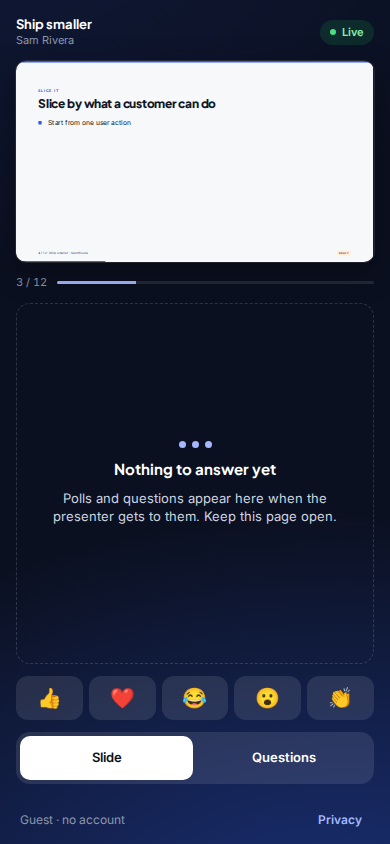 Ship smaller
Sam Rivera
Live
SLICE IT
Slice by what a customer can do
Start from one user action
3 / 12
Nothing to answer yet
Polls and questions appear here when the
presenter gets to them. Keep this page open.
Slide
Questions
Guest · no account
Privacy